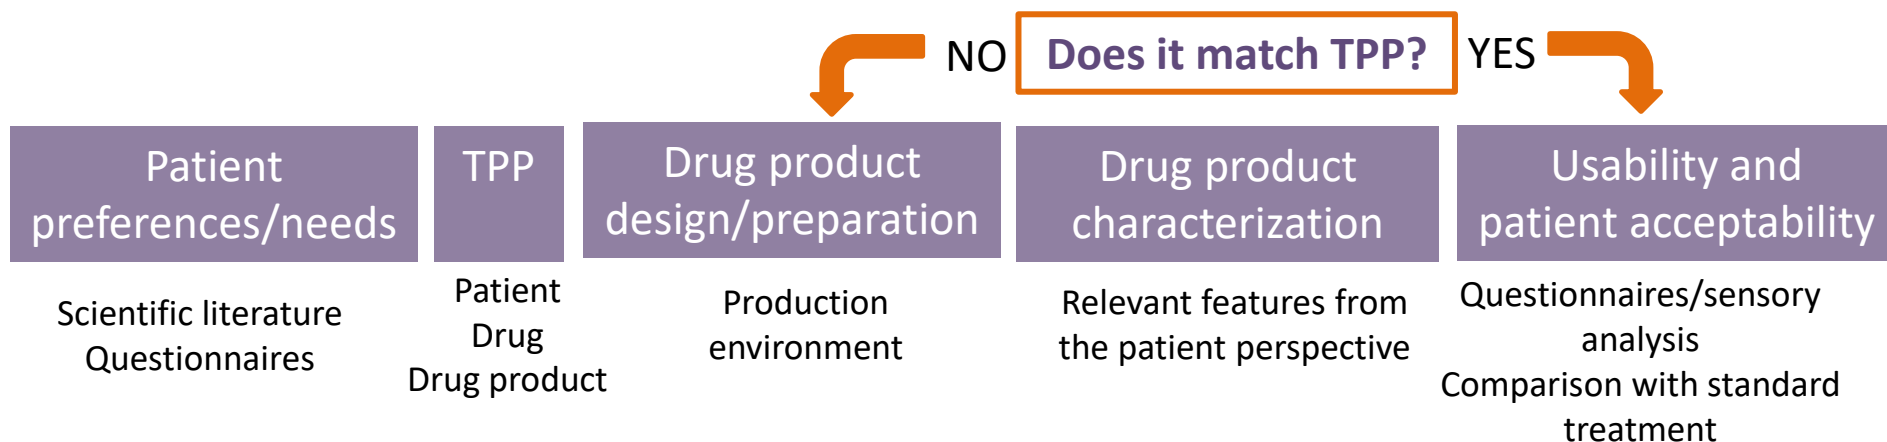 NO Does it match TPP? YES
Patient
preferences/needs
TPP
Drug product
design/preparation
Drug product
characterization
Usability and
patient acceptability
Scientific literature
Questionnaires
Patient
Drug
Drug product
Production
environment
Relevant features from
the patient perspective
Questionnaires/sensory
analysis
Comparison with standard
treatment